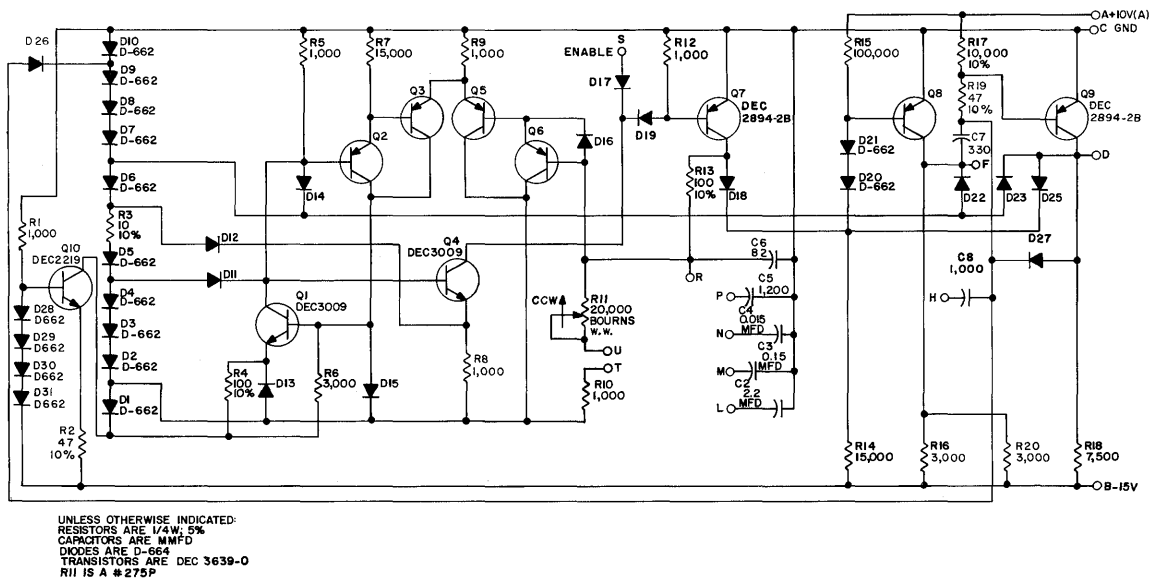 A+10V(A)
C GND
D26
D10
D-662
D9
D-662
D8
D-662
D7
D-662
D6
D-662
R3
10
10%
D5
D-662
D4
D-662
D3
D-662
D2
D-662
D1
D-662
R1
1,000
Q10
DEC2219
D28
D662
D29
D662
D30
D662
D31
D662
R2
47
10%
R5
1,000
R7
15,000
R9
1,000
Q3
Q5
Q2
Q6
D14
D16
D12
D11
Q1
DEC3009
Q4
DEC3009
R4
100
10%
D13
R6
3,000
D15
R8
1,000
S
ENABLE
D17
R12
1,000
D19
Q7
DEC
2894-2B
R13
100
10%
D18
R
CCW
R11
20,000
BOURNS
W.W.
U
T
R10
1,000
C6
82
P
C5
1,200
N
C4
0.015
MFD
M
C3
0.15
MFD
L
C2
2.2
MFD
R15
100,000
D21
D-662
D20
D-662
Q8
R17
10,000
10%
R19
47
10%
C7
330
F
Q9
DEC
2894-2B
D
D22
D23
D25
D27
C8
1,000
H
R14
15,000
R16
3,000
R20
3,000
R18
7,500
B-15V
UNLESS OTHERWISE INDICATED:
RESISTORS ARE 1/4W; 5%
CAPACITORS ARE MMFD
DIODES ARE D-664
TRANSISTORS ARE DEC 3639-0
R11 IS A #275P